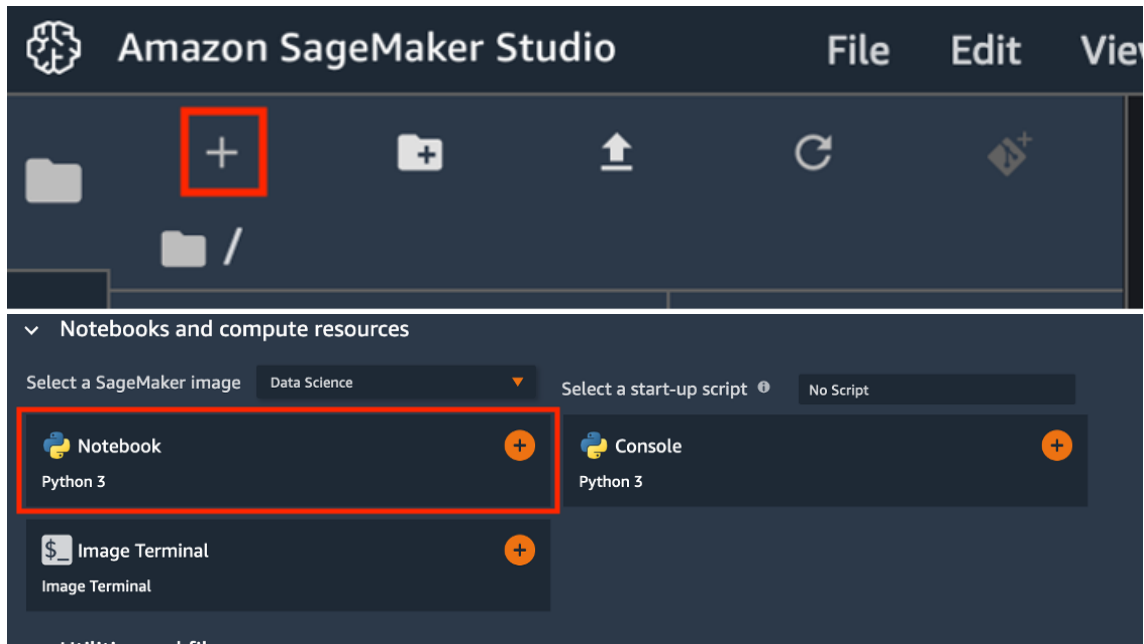 Amazon SageMaker Studio File Edit View
/
Notebooks and compute resources
Select a SageMaker image Data Science Select a start-up script No Script
Notebook Console
Python 3 Python 3
$_ Image Terminal
Image Terminal